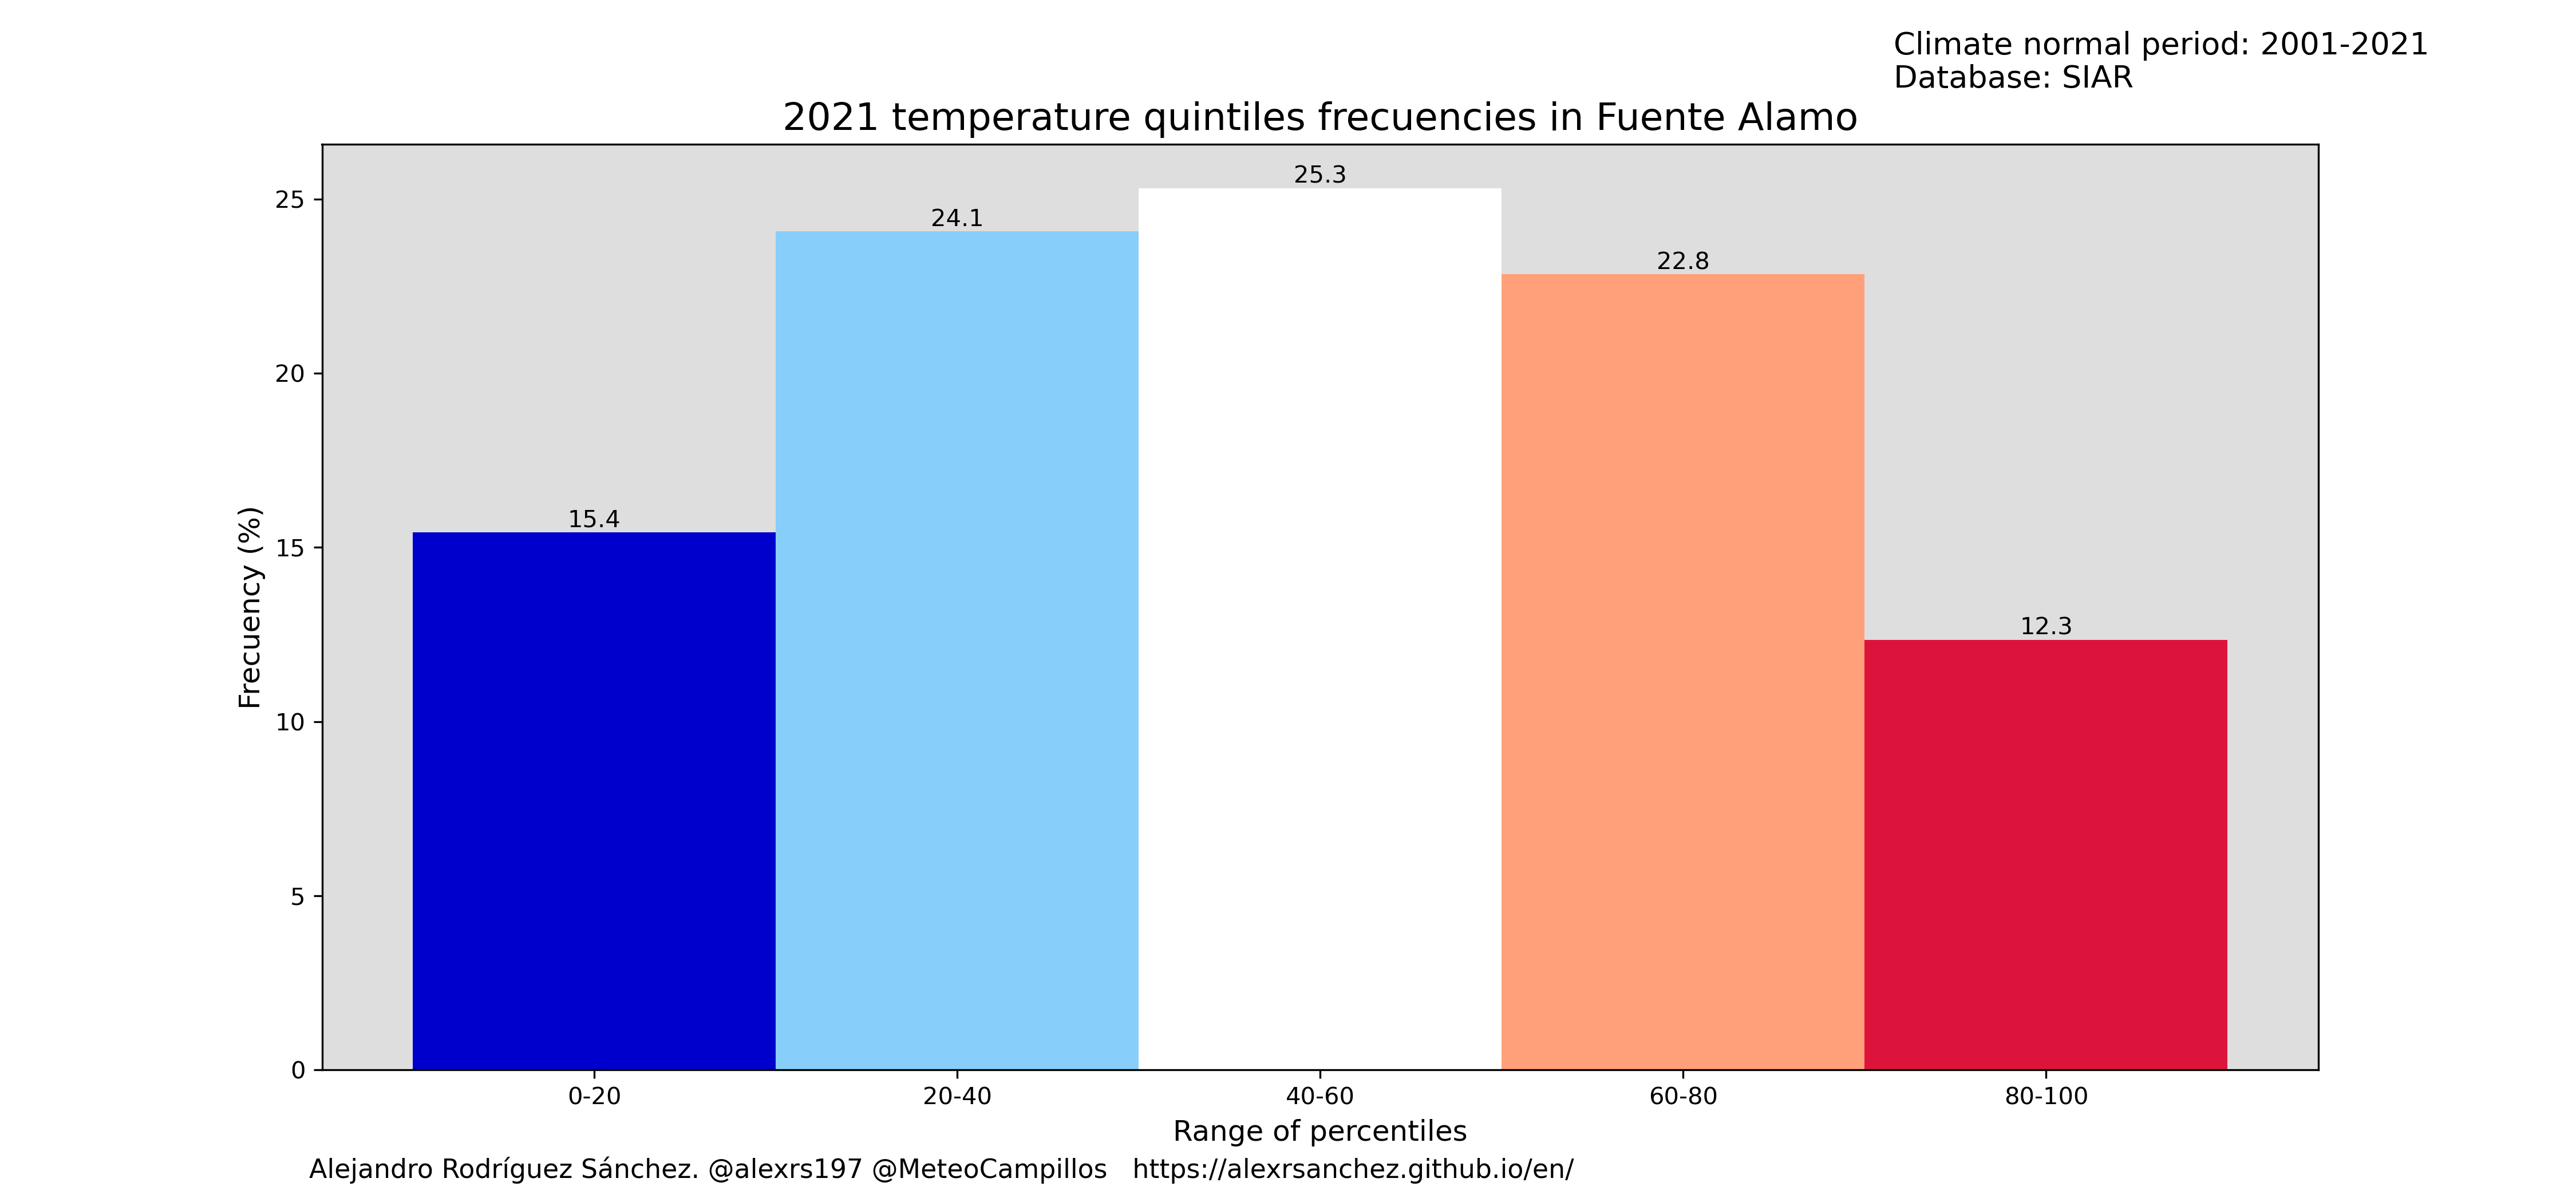 Climate normal period: 2001-2021
Database: SIAR
2021 temperature quintiles frecuencies in Fuente Alamo
Frecuency (%)
25
20
15
10
5
0
15.4
24.1
25.3
22.8
12.3
0-20
20-40
40-60
60-80
80-100
Range of percentiles
Alejandro Rodríguez Sánchez. @alexrs197 @MeteoCampillos https://alexrsanchez.github.io/en/